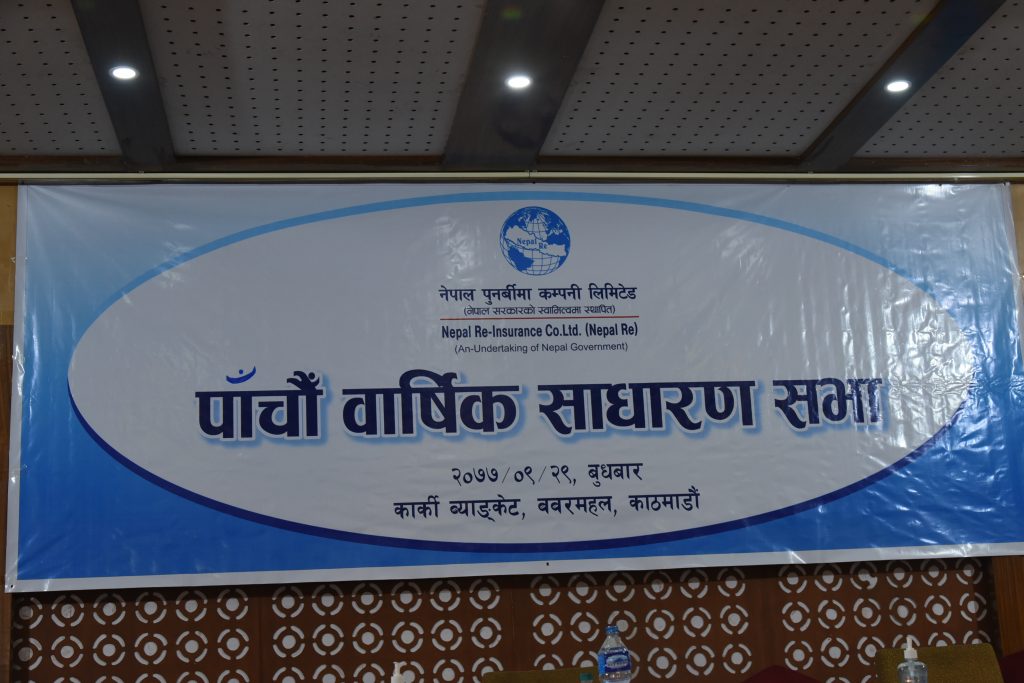 Nepal Re
नेपाल पुनर्बीमा कम्पनी लिमिटेड
(नेपाल सरकारको स्वामित्वमा स्थापित)
Nepal Re-Insurance Co.Ltd. (Nepal Re)
(An-Undertaking of Nepal Government)
पाँचौं वार्षिक साधारण सभा
२०७७/०९/२९, बुधबार
कार्की ब्याङ्केट, बबरमहल, काठमाडौं